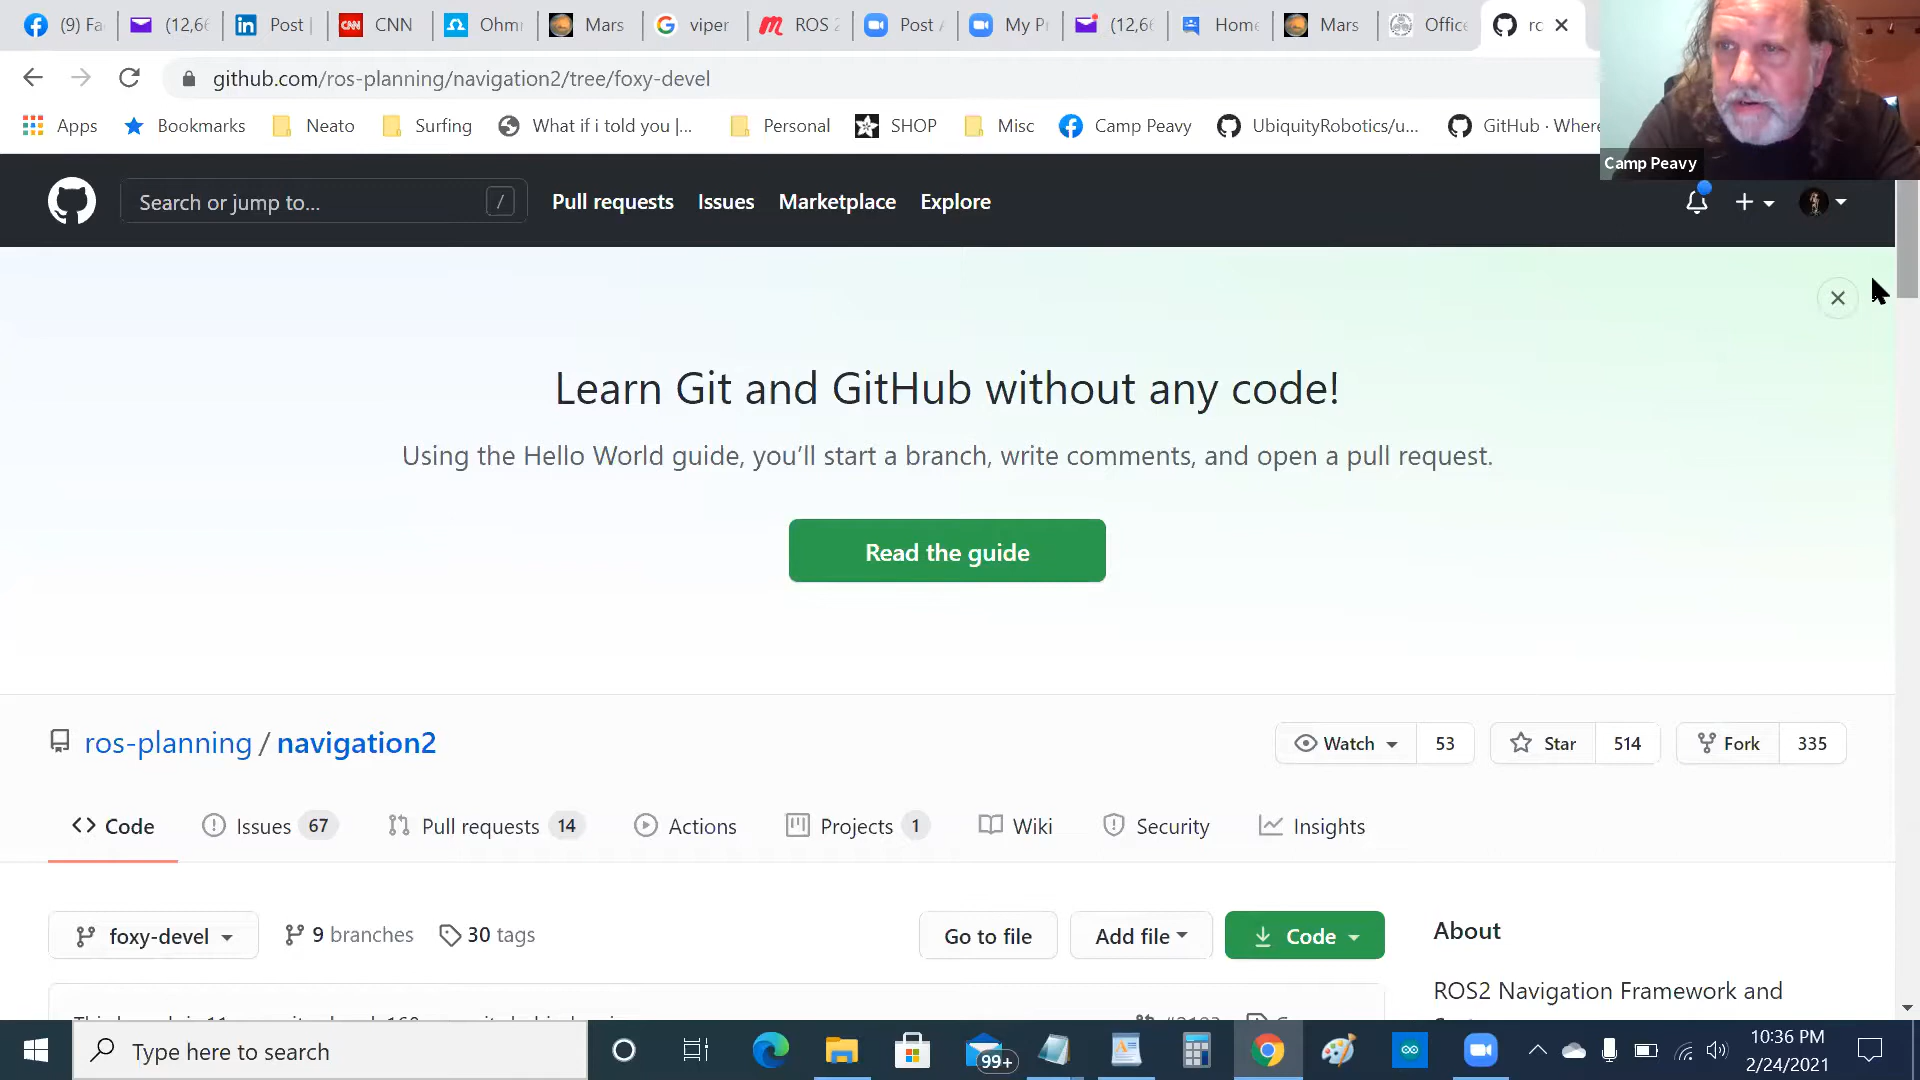 (9) Fa
(12,6
Post
CNN
Ohm
Mars
viper
ROS 2
Post
My P
(12,6
Home
Mars
Offic
github.com/ros-planning/navigation2/tree/foxy-devel
Apps
Bookmarks
Neato
Surfing
What if i told you |...
Personal
SHOP
Misc
Camp Peavy
UbiquityRobotics/u...
GitHub · Where
Camp Peavy
Search or jump to...
/
Pull requests
Issues
Marketplace
Explore
Learn Git and GitHub without any code!
Using the Hello World guide, you’ll start a branch, write comments, and open a pull request.
Read the guide
ros-planning / navigation2
Watch 53
Star 514
Fork 335
Code
Issues 67
Pull requests 14
Actions
Projects 1
Wiki
Security
Insights
foxy-devel
9 branches
30 tags
Go to file
Add file
Code
About
ROS2 Navigation Framework and
Type here to search
99+
10:36 PM
2/24/2021